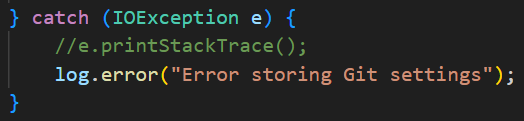 } catch (IOException e) {
    //e.printStackTrace();
    log.error("Error storing Git settings");
}